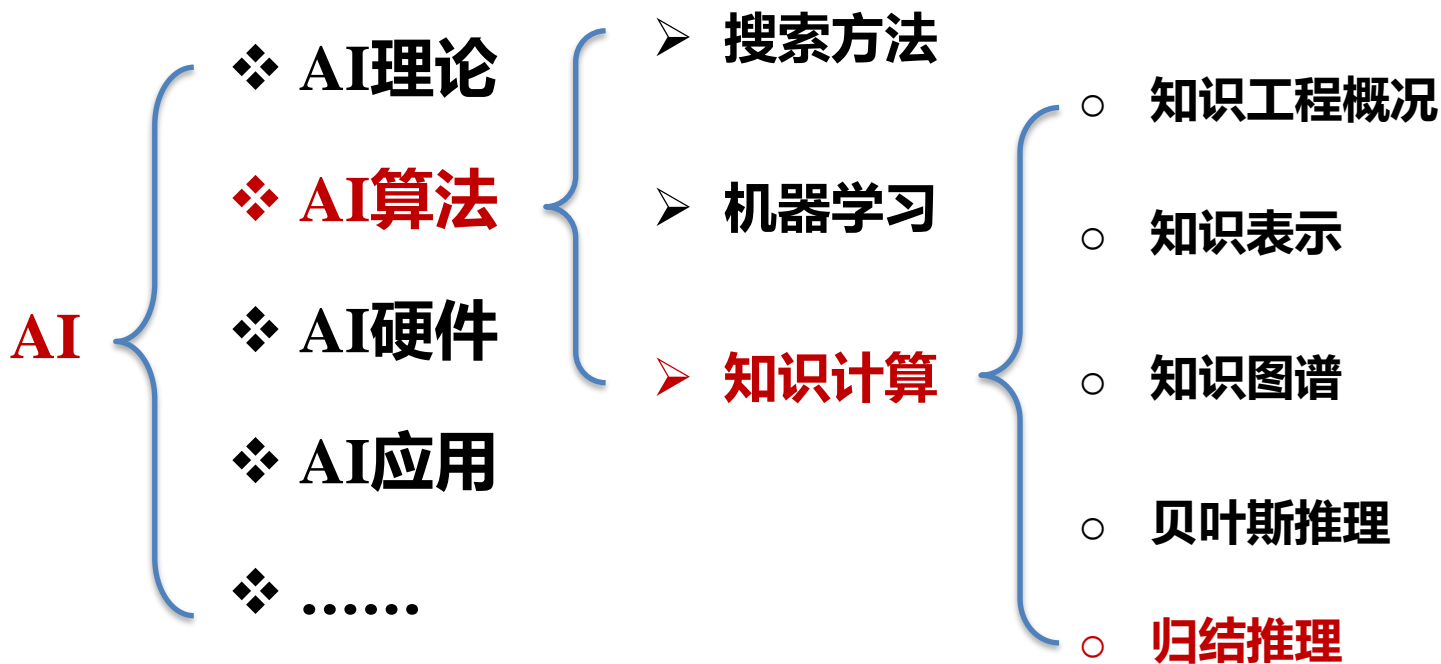 AI
AI理论
AI算法
AI硬件
AI应用
……
搜索方法
机器学习
知识计算
知识工程概况
知识表示
知识图谱
贝叶斯推理
归结推理